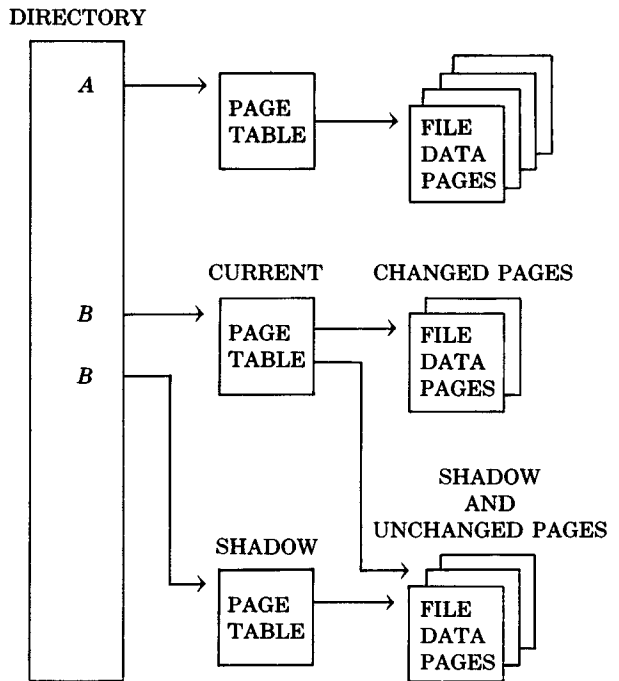 DIRECTORY
A
PAGE
TABLE
FILE
DATA
PAGES
CURRENT
CHANGED PAGES
B
PAGE
TABLE
FILE
DATA
PAGES
B
SHADOW
AND
UNCHANGED PAGES
SHADOW
PAGE
TABLE
FILE
DATA
PAGES